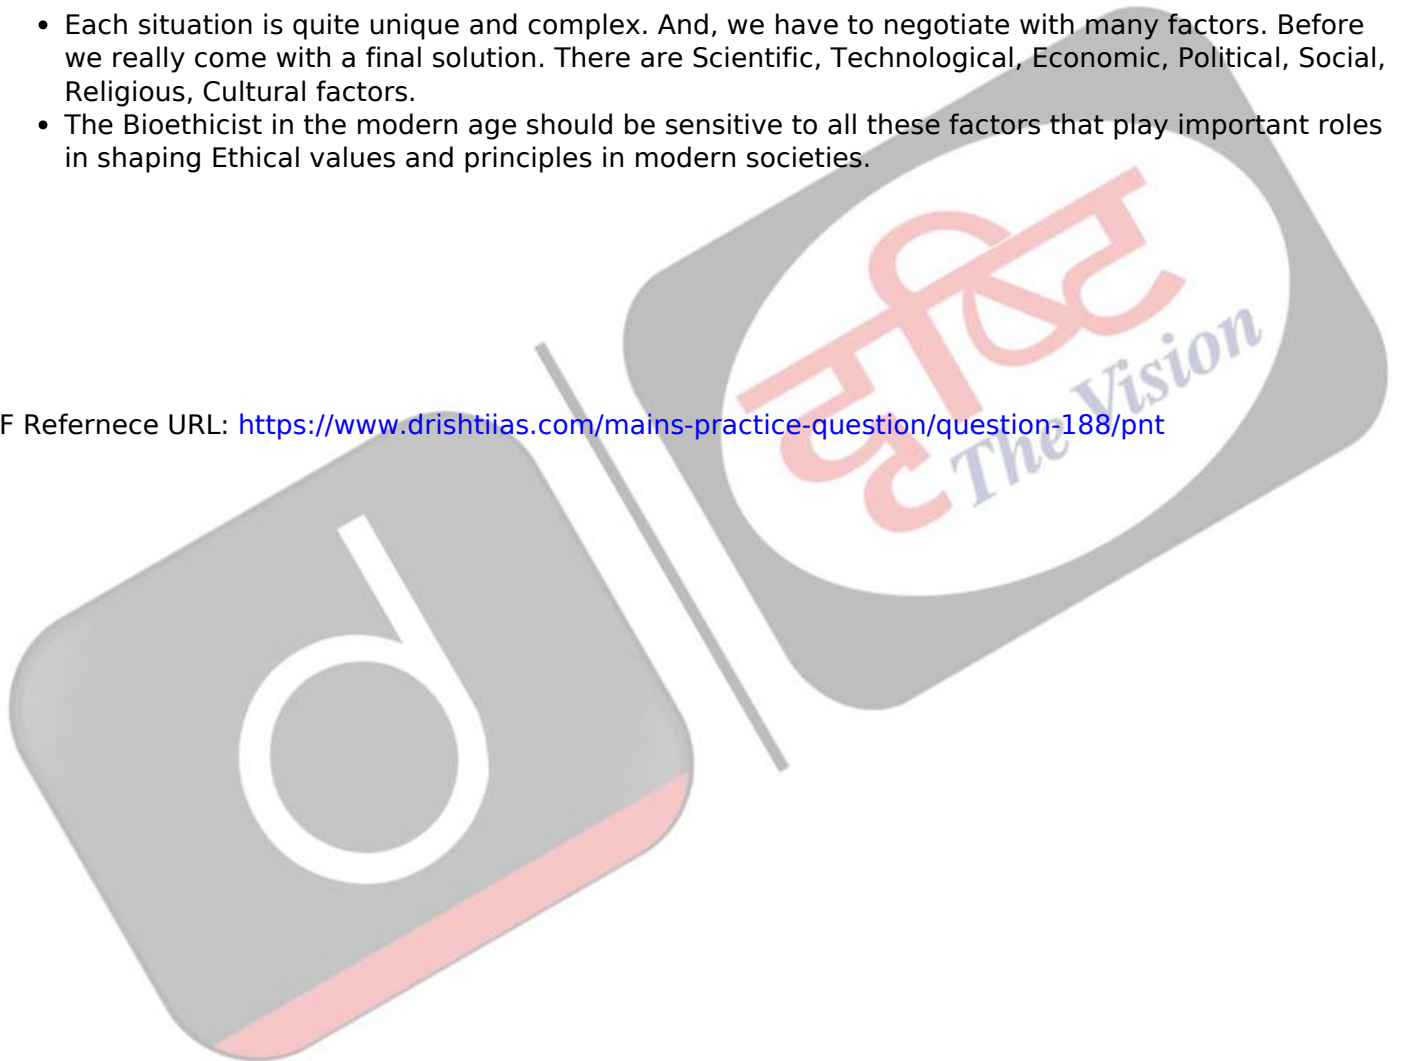 • Each situation is quite unique and complex. And, we have to negotiate with many factors. Before
we really come with a final solution. There are Scientific, Technological, Economic, Political, Social,
Religious, Cultural factors.
• The Bioethicist in the modern age should be sensitive to all these factors that play important roles
in shaping Ethical values and principles in modern societies.
दृष्टि
The Vision
F Refernece URL: https://www.drishtiias.com/mains-practice-question/question-188/pnt
d